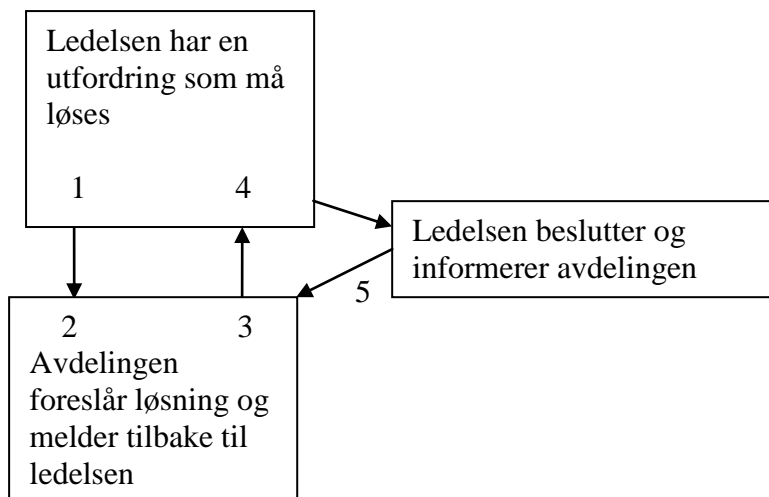 Ledelsen har en
utfordring som må
løses
1 4
Ledelsen beslutter og
informerer avdelingen
5
2 3
Avdelingen
foreslår løsning og
melder tilbake til
ledelsen